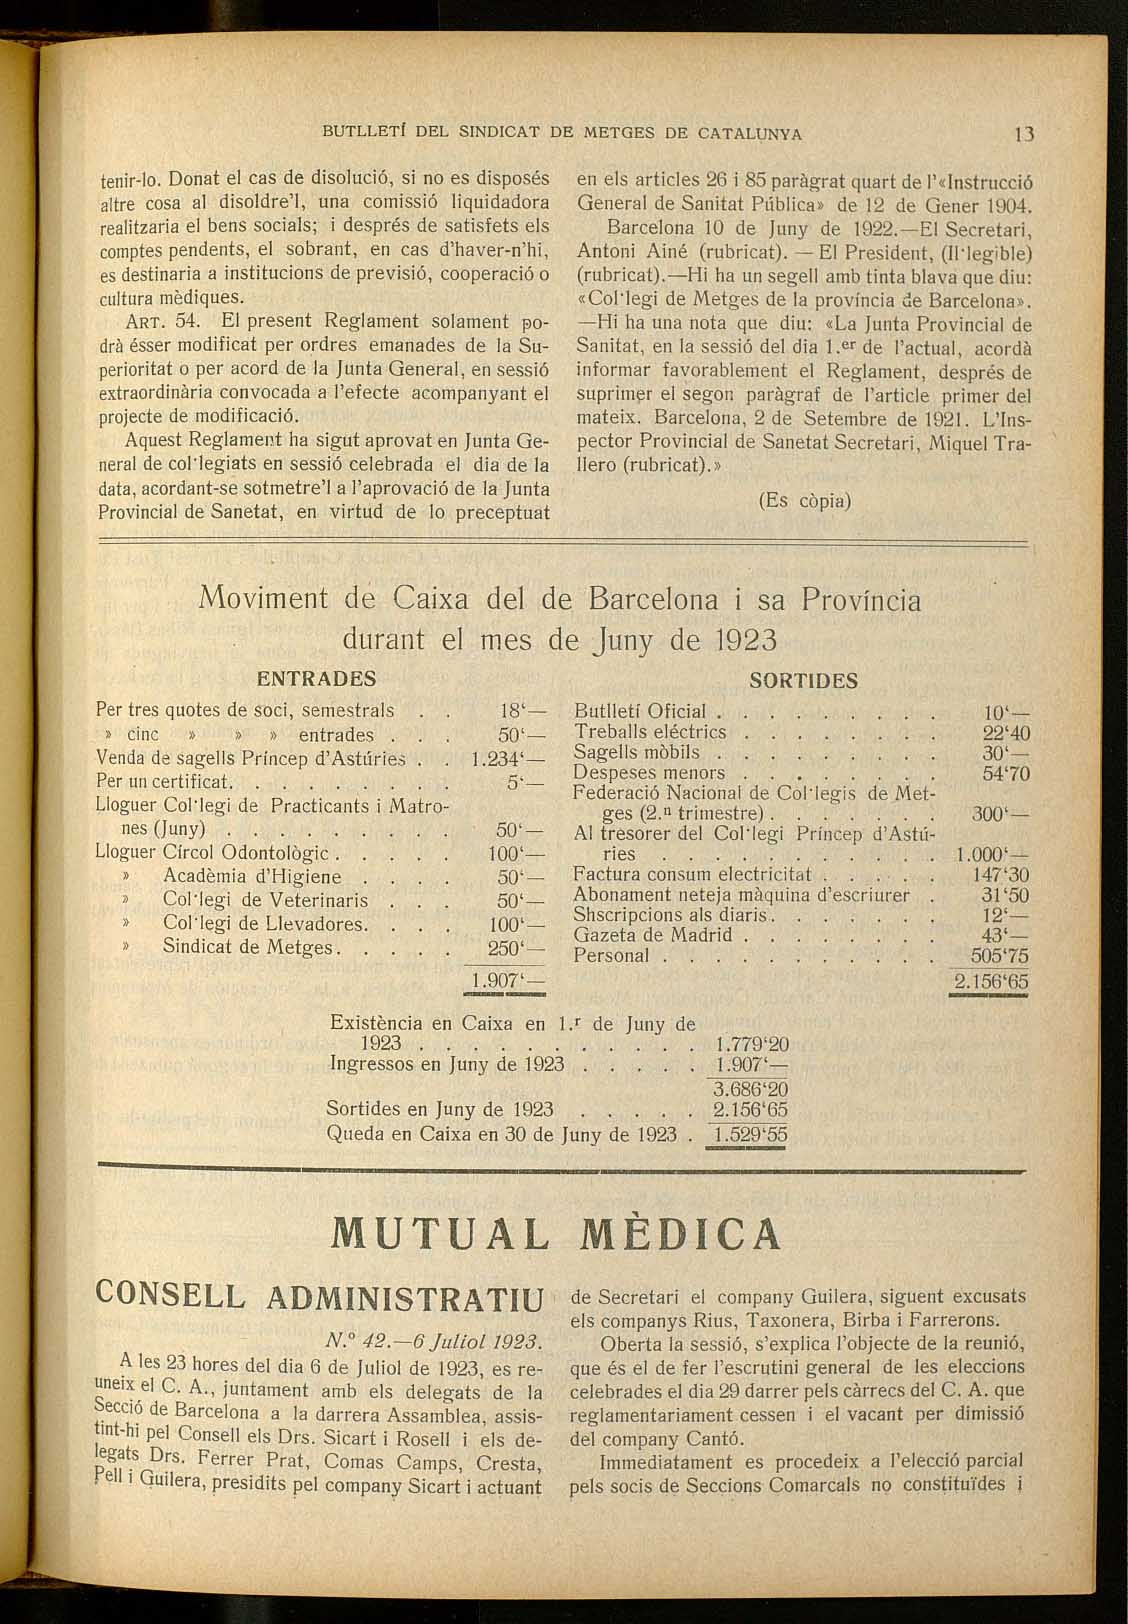 BUTLLETÍ DEL SINDICAT DE METGES DE CATALUNYA 13
tenir-lo. Donat el cas de disolució, si no es disposés
altre cosa al disoldre'l, una comissió liquidadora
realitzaria el bens socials; i després de satisfets els
comptes pendents, el sobrant, en cas d'haver-n'hi,
es destinaria a institucions de previsió, cooperació o
cultura mèdiques.
ART. 54. El present Reglament solament po-
drà ésser modificat per ordres emanades de la Su-
perioritat o per acord de la Junta General, en sessió
extraordinària convocada a l'efecte acompanyant el
projecte de modificació.
Aquest Reglament ha sigut aprovat en Junta Ge-
neral de col·legiats en sessió celebrada el dia de la
data, acordant-se sotmetre'l a l'aprovació de la Junta
Provincial de Sanetat, en virtud de lo preceptuat
en els articles 26 i 85 paràgrat quart de l'«Instrucció
General de Sanitat Pública» de 12 de Gener 1904.
Barcelona 10 de Juny de 1922.—El Secretari,
Antoni Ainé (rubricat). — El President, (Il·legible)
(rubricat).—Hi ha un segell amb tinta blava que diu:
«Col·legi de Metges de la província de Barcelona».
—Hi ha una nota que diu: «La Junta Provincial de
Sanitat, en la sessió del dia 1.er de l'actual, acordà
informar favorablement el Reglament, després de
suprimer el segon paràgraf de l'article primer del
mateix. Barcelona, 2 de Setembre de 1921. L'Ins-
pector Provincial de Sanetat Secretari, Miquel Tra-
llero (rubricat).»
(Es còpia)
Moviment de Caixa del de Barcelona i sa Província
durant el mes de Juny de 1923
ENTRADES
Per tres quotes de soci, semestrals . . 18'—
» cinc » » » entrades . . . 50'—
Venda de sagells Príncep d'Astúries . . 1.234'—
Per un certificat. . . . . . . . . 5'—
Lloguer Col·legi de Practicants i Matro-
nes (Juny) . . . . . . . . . 50'—
Lloguer Círcol Odontològic . . . . . 100'—
» Acadèmia d'Higiene . . . . 50'—
» Col·legi de Veterinaris . . . 50'—
» Col·legi de Llevadores. . . . 100'—
» Sindicat de Metges. . . . . 250'—
1.907'—
SORTIDES
Butlletí Oficial . . . . . . . . . 10'—
Treballs eléctrics . . . . . . . . 22'40
Sagells mòbils . . . . . . . . . 30'—
Despeses menors . . . . . . . . 54'70
Federació Nacional de Col·legis de Met-
ges (2.n trimestre) . . . . . . . 300'—
Al tresorer del Col·legi Príncep d'Astú-
ries . . . . . . . . . . . 1.000'—
Factura consum electricitat . . . . . 147'30
Abonament neteja màquina d'escriurer . 31'50
Shscripcions als diaris. . . . . . . 12'—
Gazeta de Madrid . . . . . . . . 43'—
Personal . . . . . . . . . . . 505'75
2.156'65
Existència en Caixa en 1.r de Juny de
1923 . . . . . . . . . . . 1.779'20
Ingressos en Juny de 1923 . . . . . 1.907'—
3.686'20
Sortides en Juny de 1923 . . . . . 2.156'65
Queda en Caixa en 30 de Juny de 1923 . 1.529'55
MUTUAL MÈDICA
CONSELL ADMINISTRATIU
N.º 42.—6 Juliol 1923.
A les 23 hores del dia 6 de Juliol de 1923, es re-
uneix el C. A., juntament amb els delegats de la
Secció de Barcelona a la darrera Assamblea, assis-
tint-hi pel Consell els Drs. Sicart i Rosell i els de-
legats Drs. Ferrer Prat, Comas Camps, Cresta,
Pell i Guilera, presidits pel company Sicart i actuant
de Secretari el company Guilera, siguent excusats
els companys Rius, Taxonera, Birba i Farrerons.
Oberta la sessió, s'explica l'objecte de la reunió,
que és el de fer l'escrutini general de les eleccions
celebrades el dia 29 darrer pels càrrecs del C. A. que
reglamentariament cessen i el vacant per dimissió
del company Cantó.
Immediatament es procedeix a l'elecció parcial
pels socis de Seccions Comarcals no constituïdes i